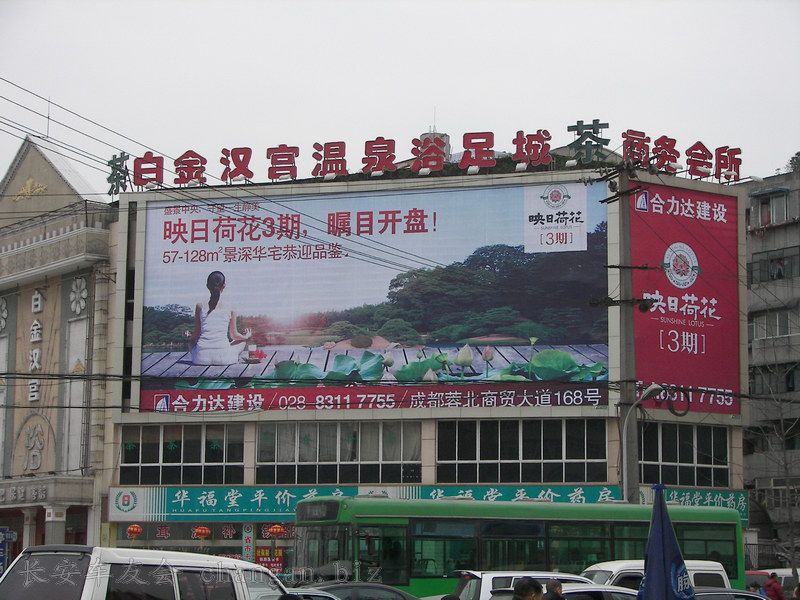 茶 白金汉宫温泉浴足城 茶 商务会所
映日荷花3期，瞩目开盘！
57-128m²景深华宅恭迎品鉴
映日荷花
SUNSHINE LOTUS
[3期]
合力达建设/028-8311 7755/成都蓉北商贸大道168号
合力达建设
映日荷花
SUNSHINE LOTUS
[3期]
8311 7755
白金汉宫
华福堂平价药房
HUAFUTANG PINGJIA
华福堂平价药房
华福堂平价药房
长安车友会 changan.biz